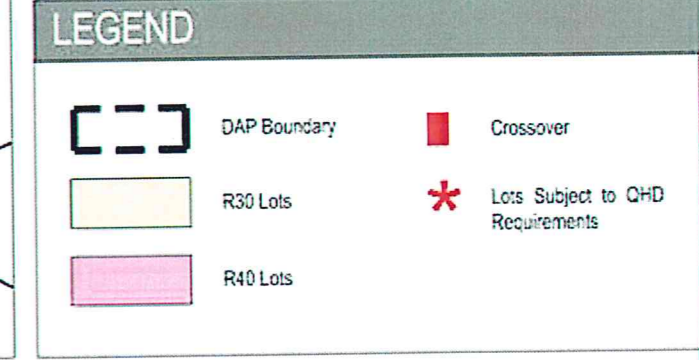 LEGEND
DAP Boundary
R30 Lots
R40 Lots
Crossover
Lots Subject to QHD
Requirements